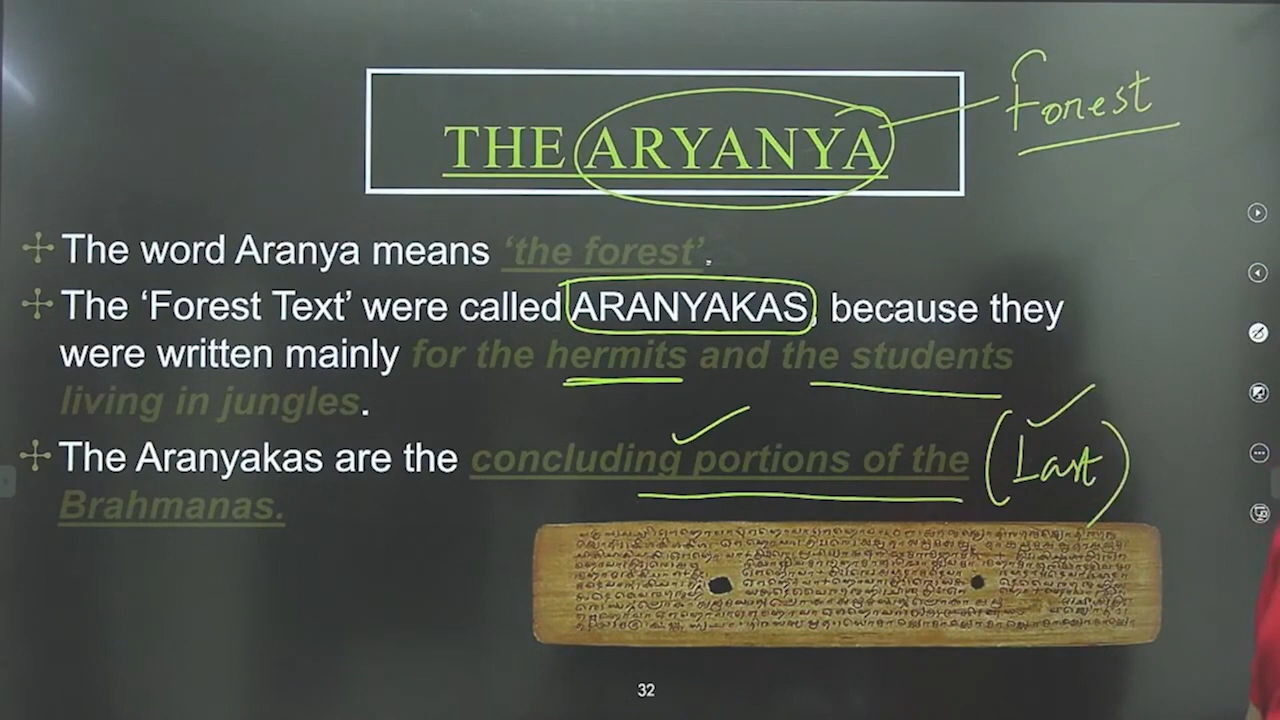 THE ARYANYA
Forest
The word Aranya means ‘the forest’.
The ‘Forest Text’ were called ARANYAKAS, because they
were written mainly for the hermits and the students
living in jungles.
The Aranyakas are the concluding portions of the (Last)
Brahmanas.
32